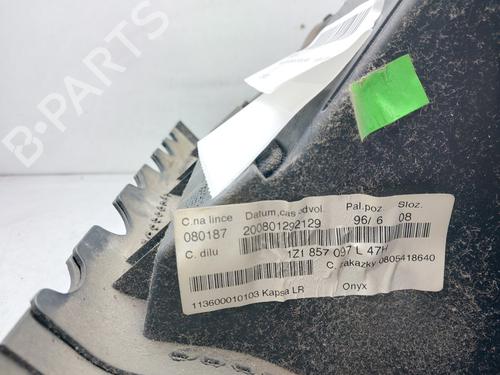 B-PARTS
C.na lince Datum,cas odvol. Pal.poz. Sloz.
080187 200801292129 96/ 6 08
C. dilu 1Z1 857 097 L 47H
C. zakazky 0805418640
113600010103 Kapsa LR Onyx